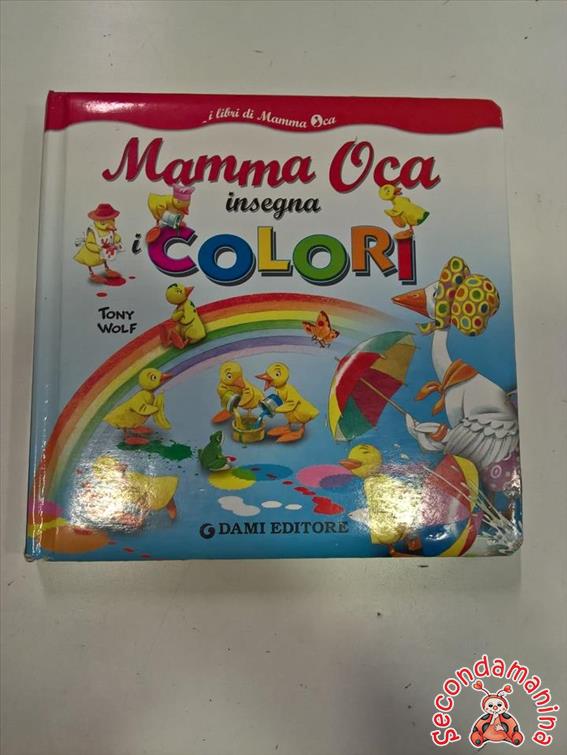 i libri di Mamma Oca
Mamma Oca
insegna
i COLORI
TONY
WOLF
DAMI EDITORE
Secondamanina